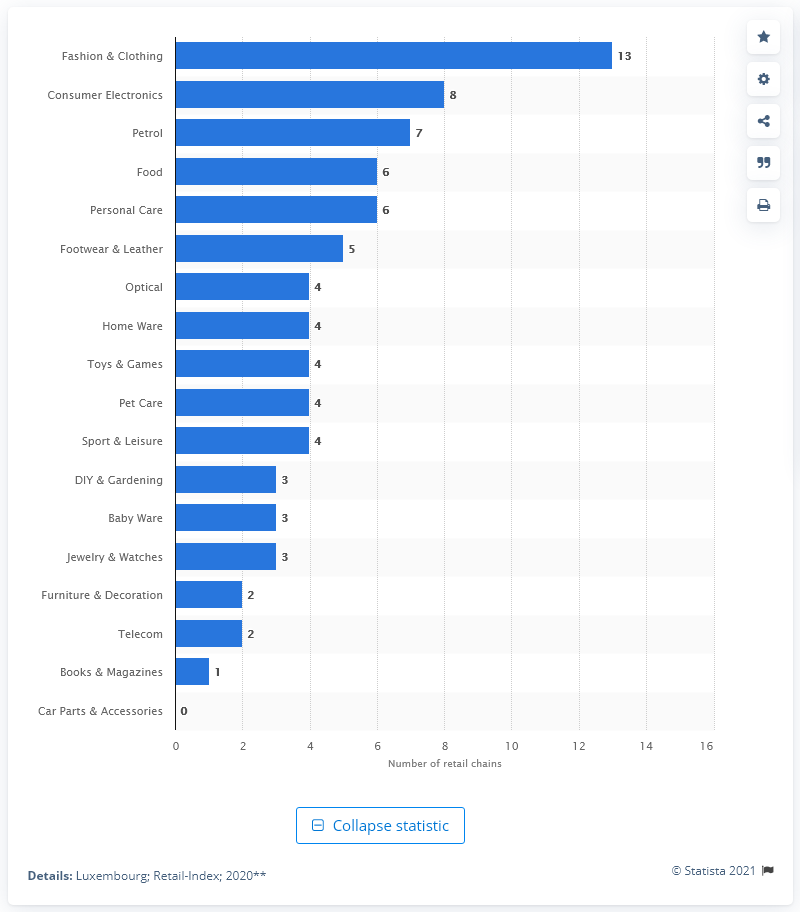 Fashion & Clothing 13
Consumer Electronics 8
Petrol 7
Food 6
Personal Care 6
Footwear & Leather 5
Optical 4
Home Ware 4
Toys & Games 4
Pet Care 4
Sport & Leisure 4
DIY & Gardening 3
Baby Ware 3
Jewelry & Watches 3
Furniture & Decoration 2
Telecom 2
Books & Magazines 1
Car Parts & Accessories 0
0 2 4 6 8 10 12 14 16
Number of retail chains
Collapse statistic
© Statista 2021
Details: Luxembourg; Retail-Index; 2020**